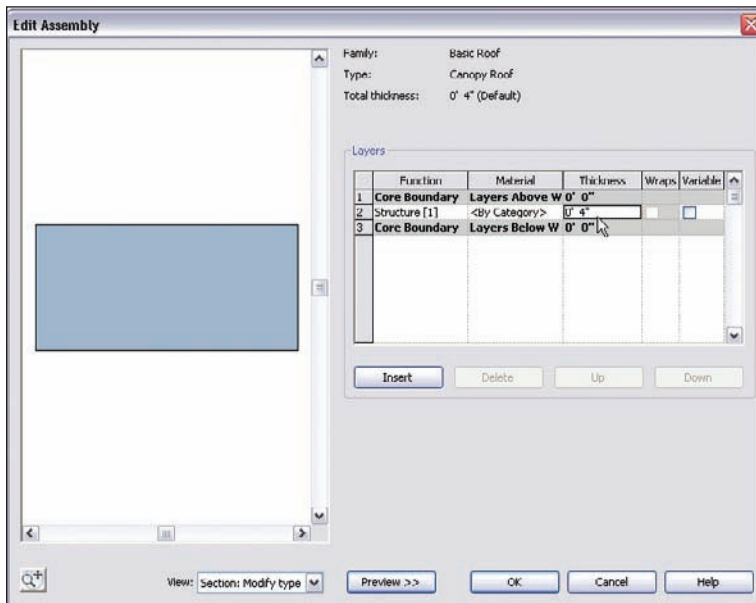 Edit Assembly
Family: Basic Roof
Type: Canopy Roof
Total thickness: 0' 4" (Default)
Layers
Function Material Thickness Wraps Variable
1 Core Boundary Layers Above W 0' 0"
2 Structure [1] <By Category> 0' 4"
3 Core Boundary Layers Below W 0' 0"
Insert Delete Up Down
View: Section: Modify type Preview >> OK Cancel Help